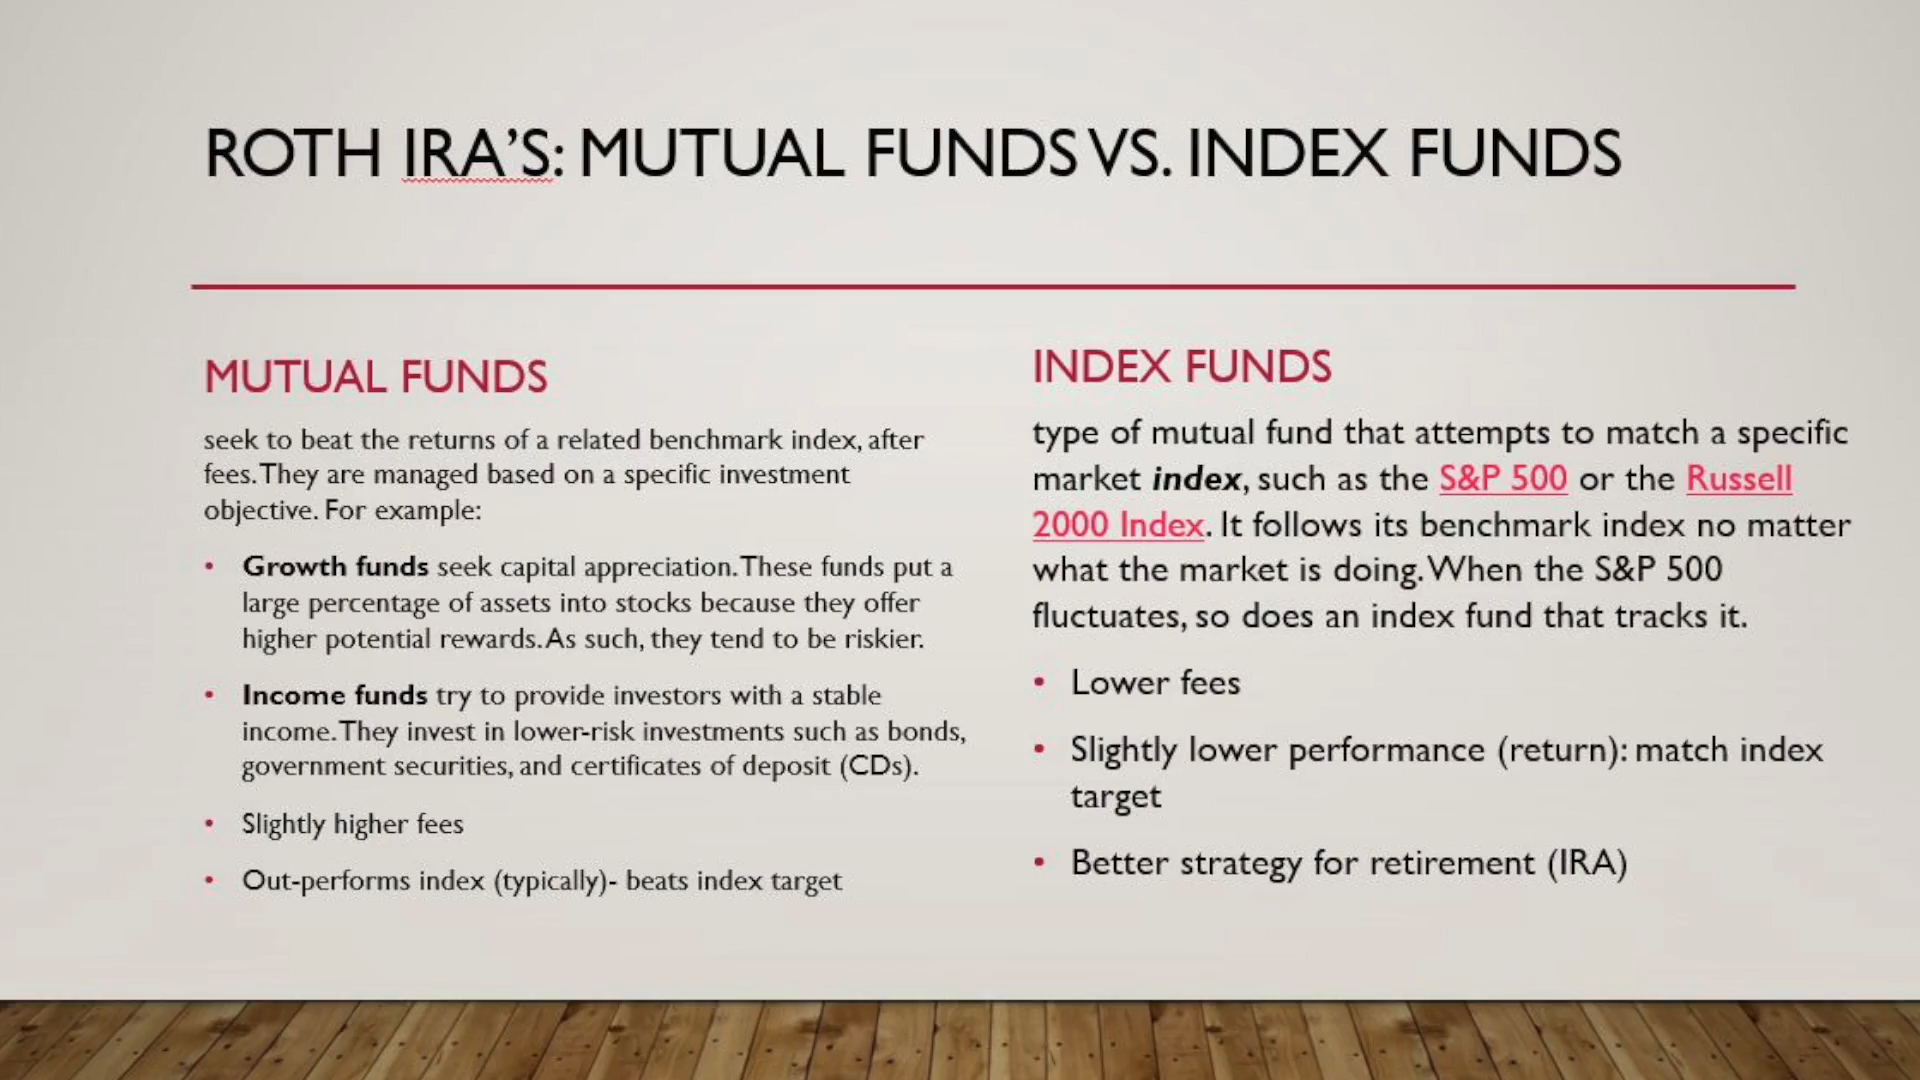 ROTH IRA'S: MUTUAL FUNDS VS. INDEX FUNDS
MUTUAL FUNDS
seek to beat the returns of a related benchmark index, after
fees. They are managed based on a specific investment
objective. For example:
• Growth funds seek capital appreciation. These funds put a
large percentage of assets into stocks because they offer
higher potential rewards. As such, they tend to be riskier.
• Income funds try to provide investors with a stable
income. They invest in lower-risk investments such as bonds,
government securities, and certificates of deposit (CDs).
• Slightly higher fees
• Out-performs index (typically)- beats index target
INDEX FUNDS
type of mutual fund that attempts to match a specific
market index, such as the S&P 500 or the Russell
2000 Index. It follows its benchmark index no matter
what the market is doing. When the S&P 500
fluctuates, so does an index fund that tracks it.
• Lower fees
• Slightly lower performance (return): match index
target
• Better strategy for retirement (IRA)